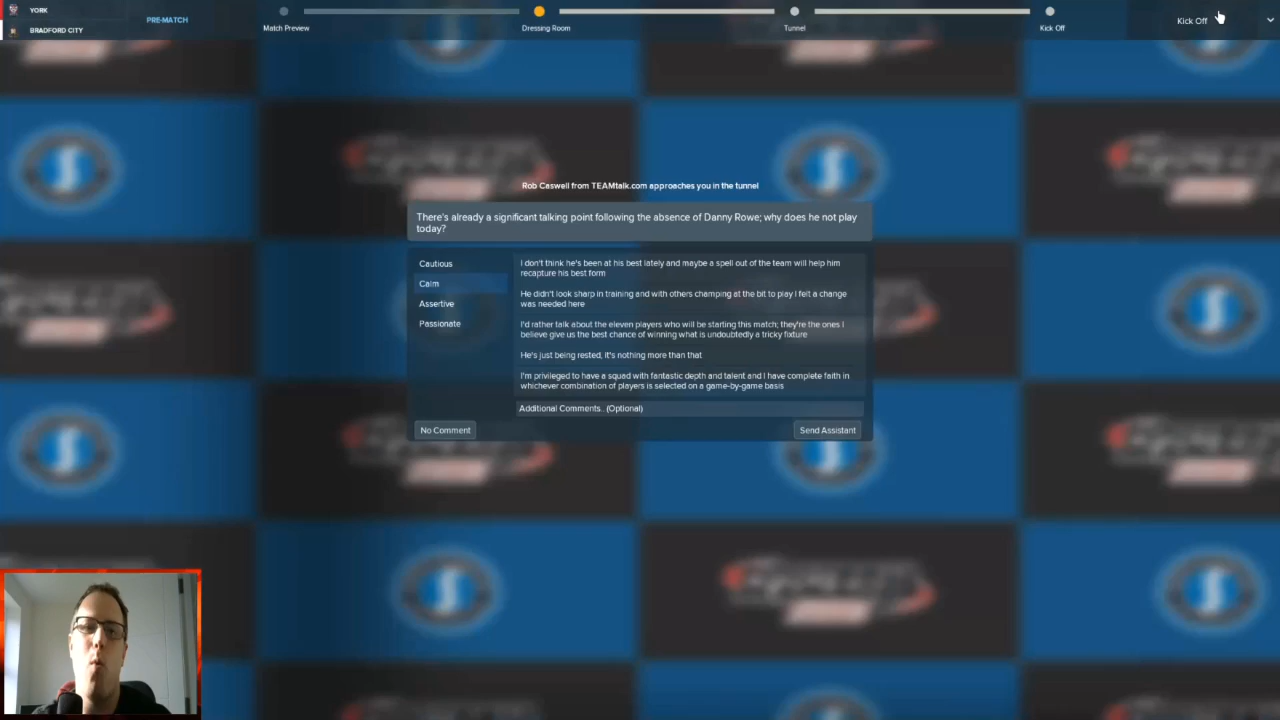 YORK
PRE-MATCH
BRADFORD CITY
Match Preview
Dressing Room
Tunnel
Kick Off
Kick Off
Rob Caswell from TEAMtalk.com approaches you in the tunnel
There's already a significant talking point following the absence of Danny Rowe; why does he not play
today?
Cautious
Calm
Assertive
Passionate
I don't think he's been at his best lately and maybe a spell out of the team will help him
recapture his best form
He didn't look sharp in training and with others champing at the bit to play I felt a change
was needed here
I'd rather talk about the eleven players who will be starting this match; they're the ones I
believe give us the best chance of winning what is undoubtedly a tricky fixture
He's just being rested, it's nothing more than that
I'm privileged to have a squad with fantastic depth and talent and I have complete faith in
whichever combination of players is selected on a game-by-game basis
Additional Comments.. (Optional)
No Comment
Send Assistant